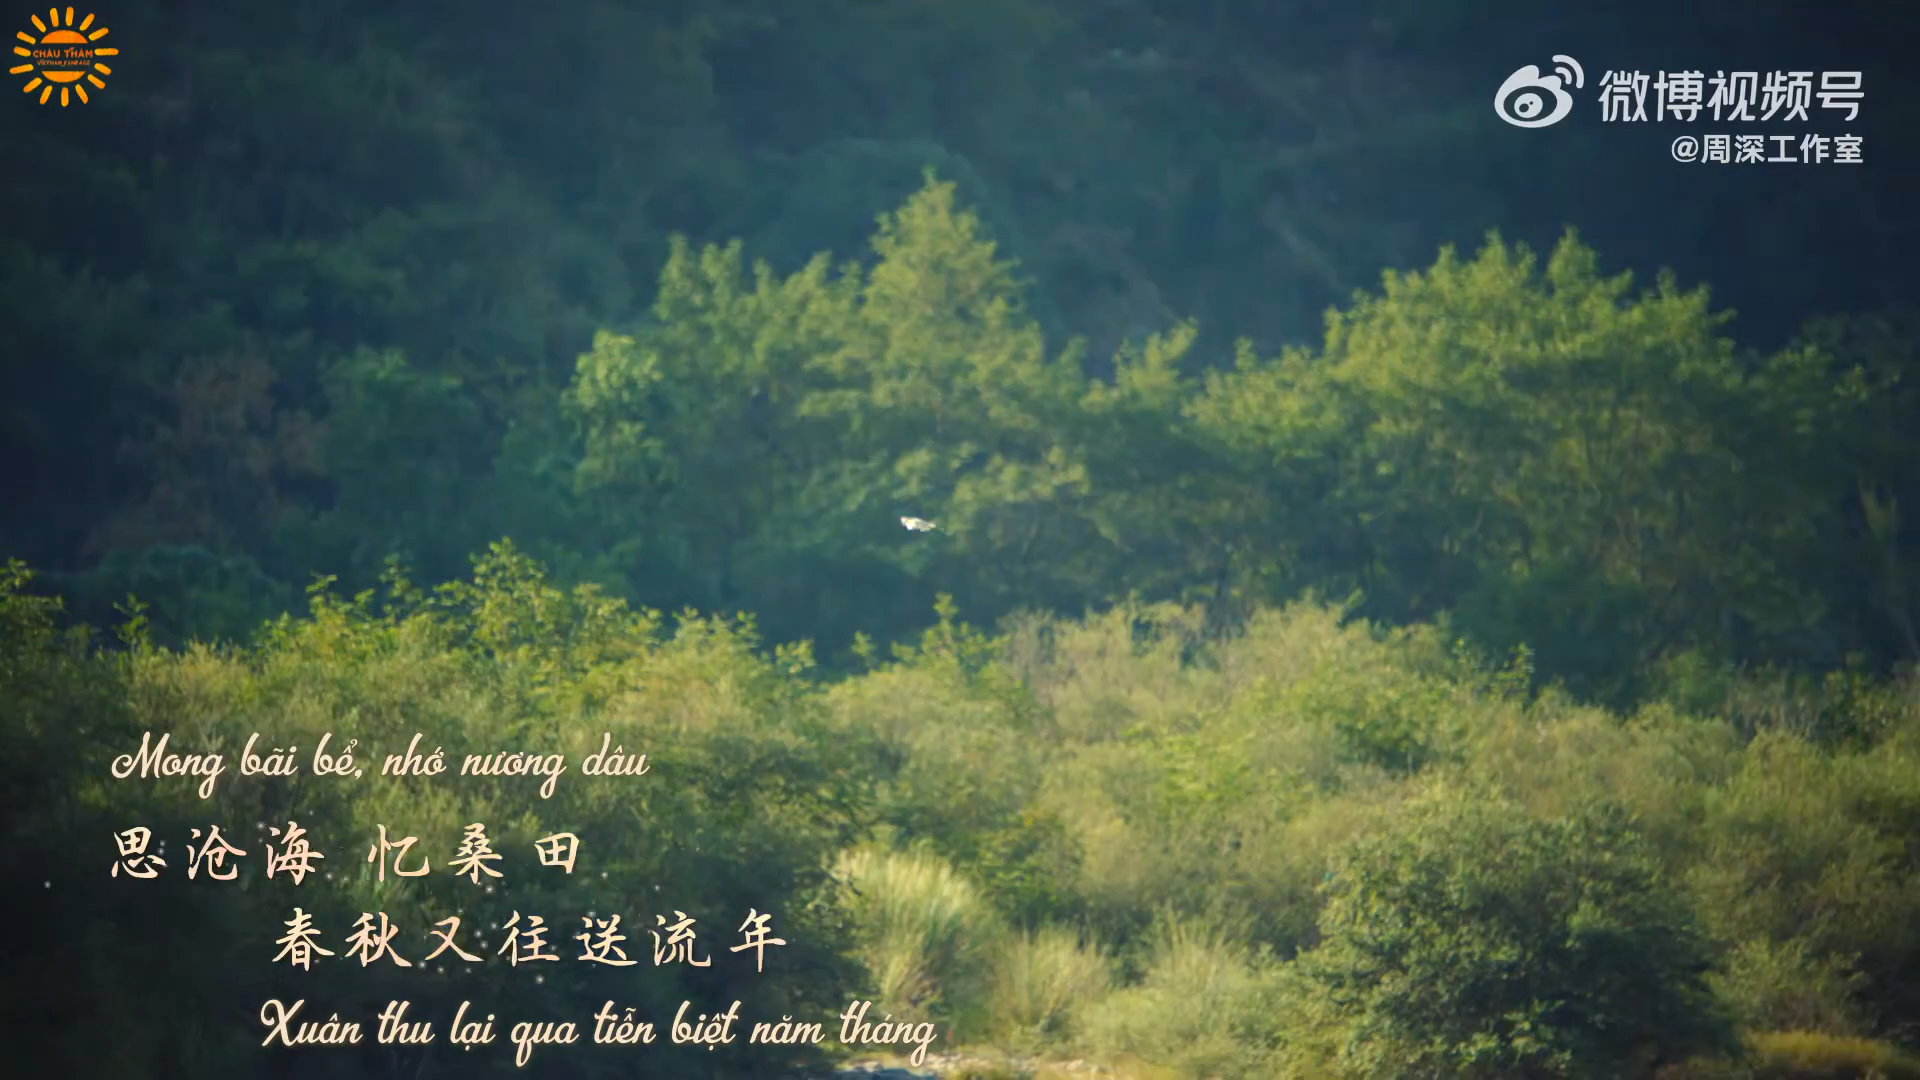 CHÂU THÂM
VIETNAM FANPAGE
微博视频号
@周深工作室
Mong bãi bể, nhớ nương dâu
思沧海 忆桑田
春秋又往送流年
Xuân thu lại qua tiễn biệt năm tháng